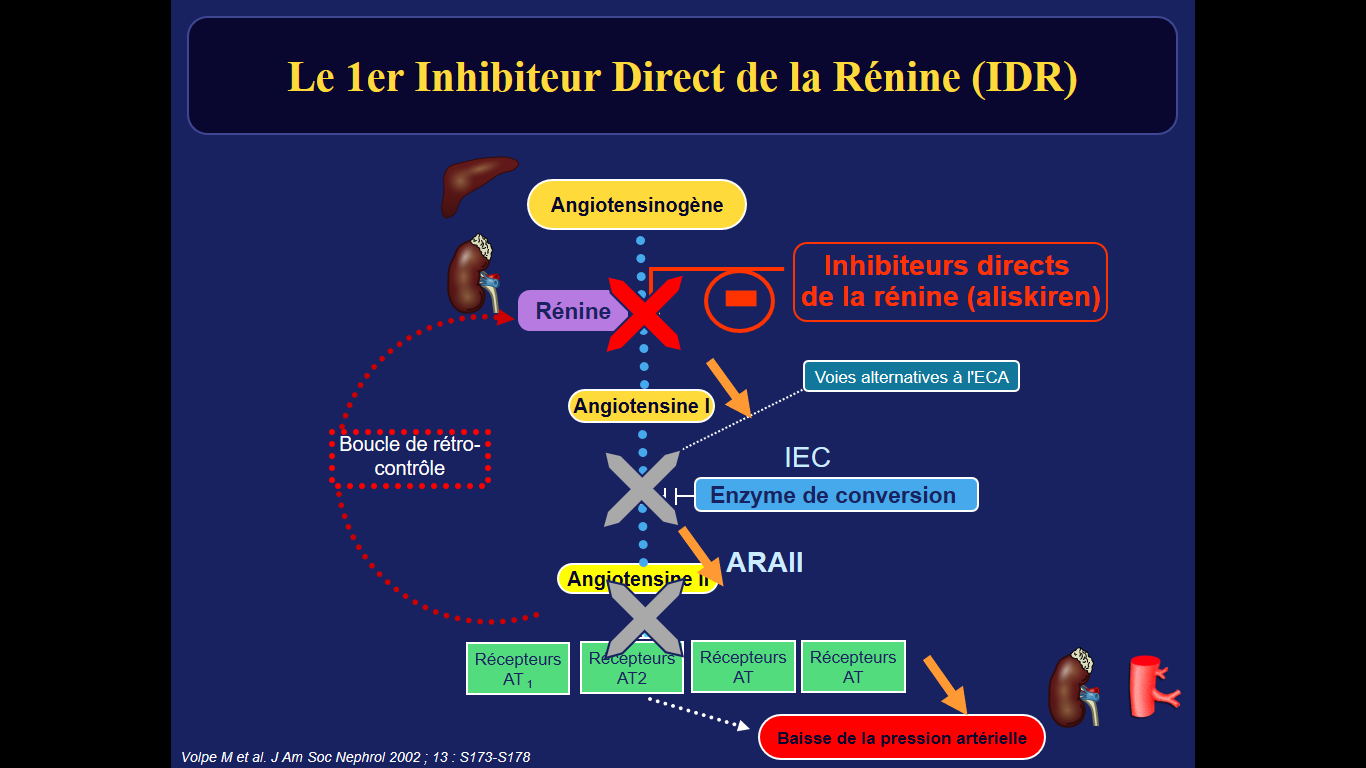 Le 1er Inhibiteur Direct de la Rénine (IDR)
Angiotensinogène
Inhibiteurs directs
de la rénine (aliskiren)
Rénine
Voies alternatives à l'ECA
Angiotensine I
Boucle de rétro-
contrôle
IEC
Enzyme de conversion
ARAII
Angiotensine II
Récepteurs
AT 1
Récepteurs
AT2
Récepteurs
AT
Récepteurs
AT
Baisse de la pression artérielle
Volpe M et al. J Am Soc Nephrol 2002 ; 13 : S173-S178